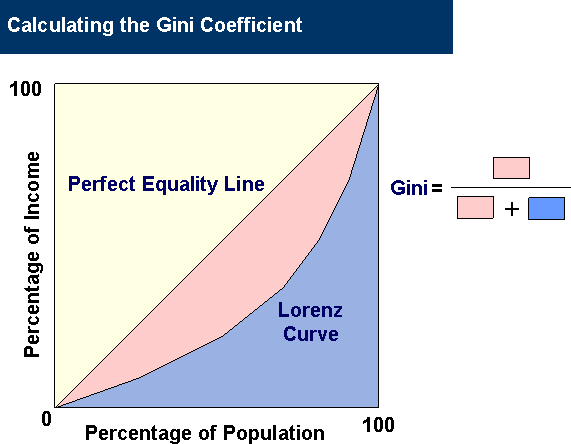 Calculating the Gini Coefficient
100
Percentage of Income
Perfect Equality Line
Gini =
+
Lorenz
Curve
0
100
Percentage of Population